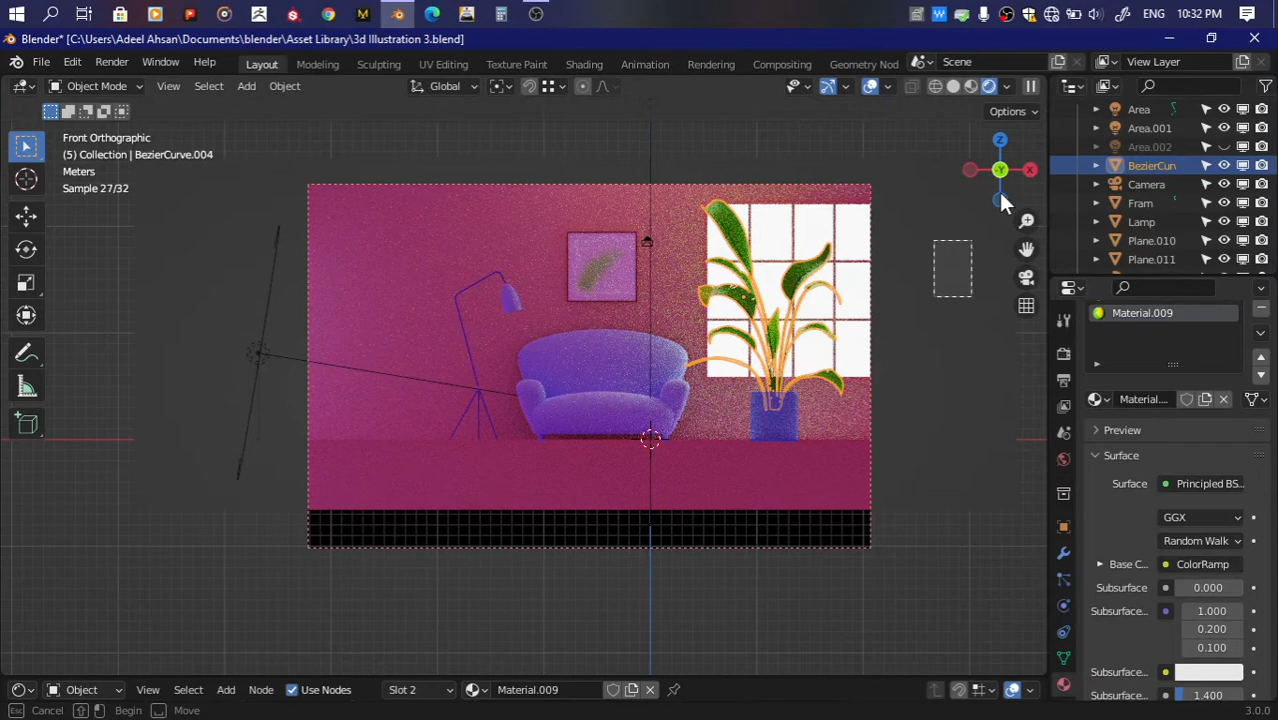 ENG 10:32 PM
Blender* [C:\Users\Adeel Ahsan\Documents\blender\Asset Library\3d Illustration 3.blend]
File Edit Render Window Help Layout Modeling Sculpting UV Editing Texture Paint Shading Animation Rendering Compositing Geometry Nod Scene View Layer
Object Mode View Select Add Object Global
Options
Front Orthographic
(5) Collection | BezierCurve.004
Meters
Sample 27/32
Z
-Y
X
Area
Area.001
Area.002
BezierCurv
Camera
Fram
Lamp
Plane.010
Plane.011
Material.009
Material....
Preview
Surface
Surface Principled BS...
GGX
Random Walk
Base C... ColorRamp
Subsurface 0.000
Subsurface... 1.000
0.200
0.100
Subsurface...
Subsurface... 1.400
Object View Select Add Node Use Nodes Slot 2 Material.009
Esc Cancel Begin Move 3.0.0